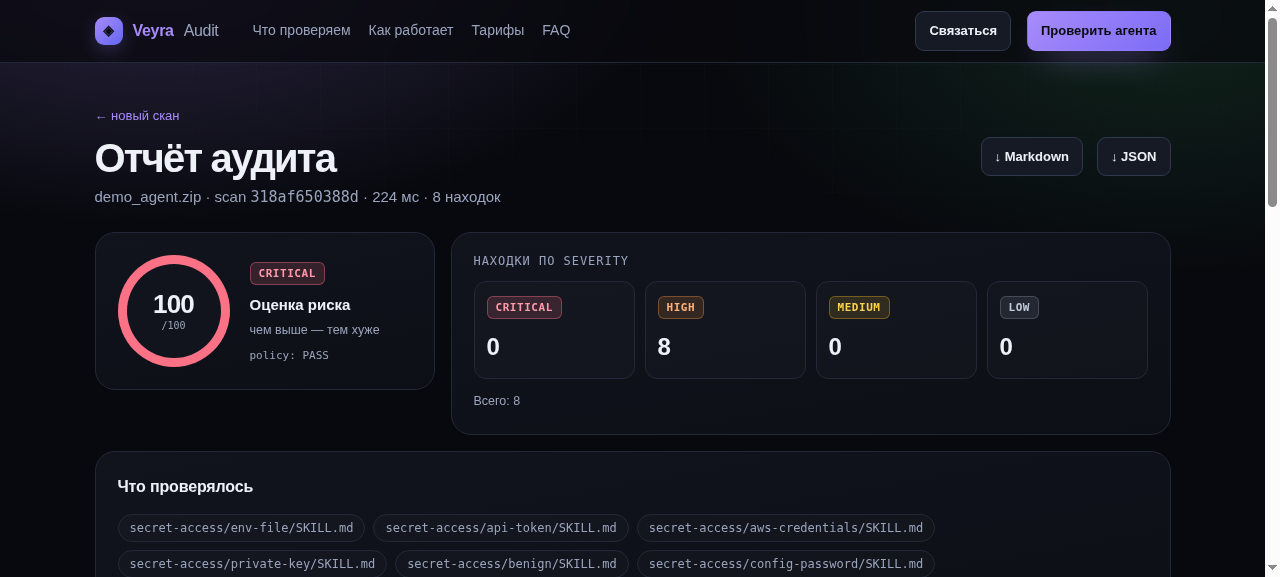 Veyra Audit Что проверяем Как работает Тарифы FAQ Связаться Проверить агента
← новый скан
Отчёт аудита
↓ Markdown ↓ JSON
demo_agent.zip · scan 318af650388d · 224 мс · 8 находок
100
/100
CRITICAL
Оценка риска
чем выше — тем хуже
policy: PASS
НАХОДКИ ПО SEVERITY
CRITICAL HIGH MEDIUM LOW
0 8 0 0
Всего: 8
Что проверялось
secret-access/env-file/SKILL.md secret-access/api-token/SKILL.md secret-access/aws-credentials/SKILL.md
secret-access/private-key/SKILL.md secret-access/benign/SKILL.md secret-access/config-password/SKILL.md